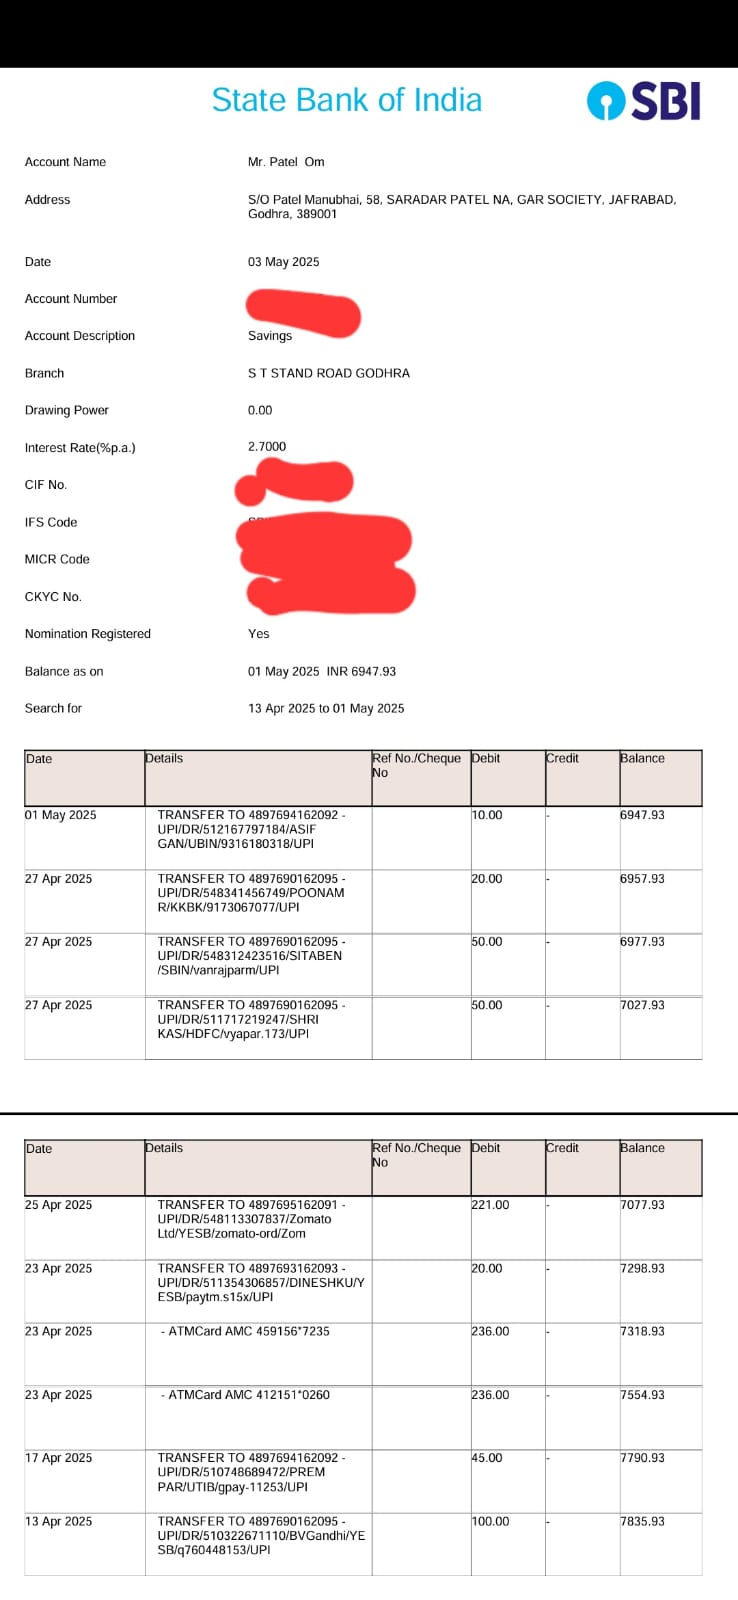 State Bank of India
SBI
Account Name Mr. Patel Om
Address S/O Patel Manubhai, 58, SARADAR PATEL NA, GAR SOCIETY, JAFRABAD,
Godhra, 389001
Date 03 May 2025
Account Number
Account Description Savings
Branch S T STAND ROAD GODHRA
Drawing Power 0.00
Interest Rate(%p.a.) 2.7000
CIF No.
IFS Code
MICR Code
CKYC No.
Nomination Registered Yes
Balance as on 01 May 2025 INR 6947.93
Search for 13 Apr 2025 to 01 May 2025
Date Details Ref No./Cheque Debit Credit Balance
No
01 May 2025 TRANSFER TO 4897694162092 - 10.00 - 6947.93
UPI/DR/512167797184/ASIF
GAN/UBIN/9316180318/UPI
27 Apr 2025 TRANSFER TO 4897690162095 - 20.00 - 6957.93
UPI/DR/548341456749/POONAM
R/KKBK/9173067077/UPI
27 Apr 2025 TRANSFER TO 4897690162095 - 50.00 - 6977.93
UPI/DR/548312423516/SITABEN
/SBIN/vanrajparm/UPI
27 Apr 2025 TRANSFER TO 4897690162095 - 50.00 - 7027.93
UPI/DR/511717219247/SHRI
KAS/HDFC/vyapar.173/UPI
Date Details Ref No./Cheque Debit Credit Balance
No
25 Apr 2025 TRANSFER TO 4897695162091 - 221.00 - 7077.93
UPI/DR/548113307837/Zomato
Ltd/YESB/zomato-ord/Zom
23 Apr 2025 TRANSFER TO 4897693162093 - 20.00 - 7298.93
UPI/DR/511354306857/DINESHKU/Y
ESB/paytm.s15x/UPI
23 Apr 2025 - ATMCard AMC 459156*7235 236.00 - 7318.93
23 Apr 2025 - ATMCard AMC 412151*0260 236.00 - 7554.93
17 Apr 2025 TRANSFER TO 4897694162092 - 45.00 - 7790.93
UPI/DR/510748689472/PREM
PAR/UTIB/gpay-11253/UPI
13 Apr 2025 TRANSFER TO 4897690162095 - 100.00 - 7835.93
UPI/DR/510322671110/BVGandhi/YE
SB/q760448153/UPI